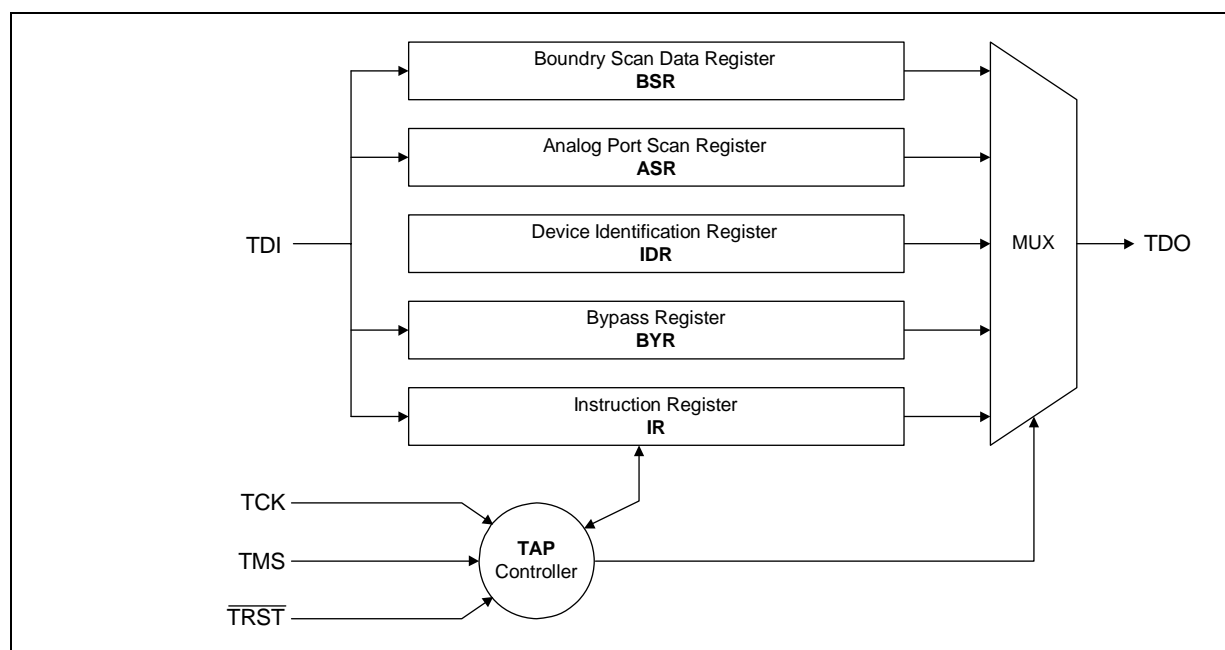 Boundry Scan Data Register
BSR
Analog Port Scan Register
ASR
TDI
Device Identification Register
IDR
MUX
TDO
Bypass Register
BYR
Instruction Register
IR
TCK
TMS
TAP
Controller
TRST